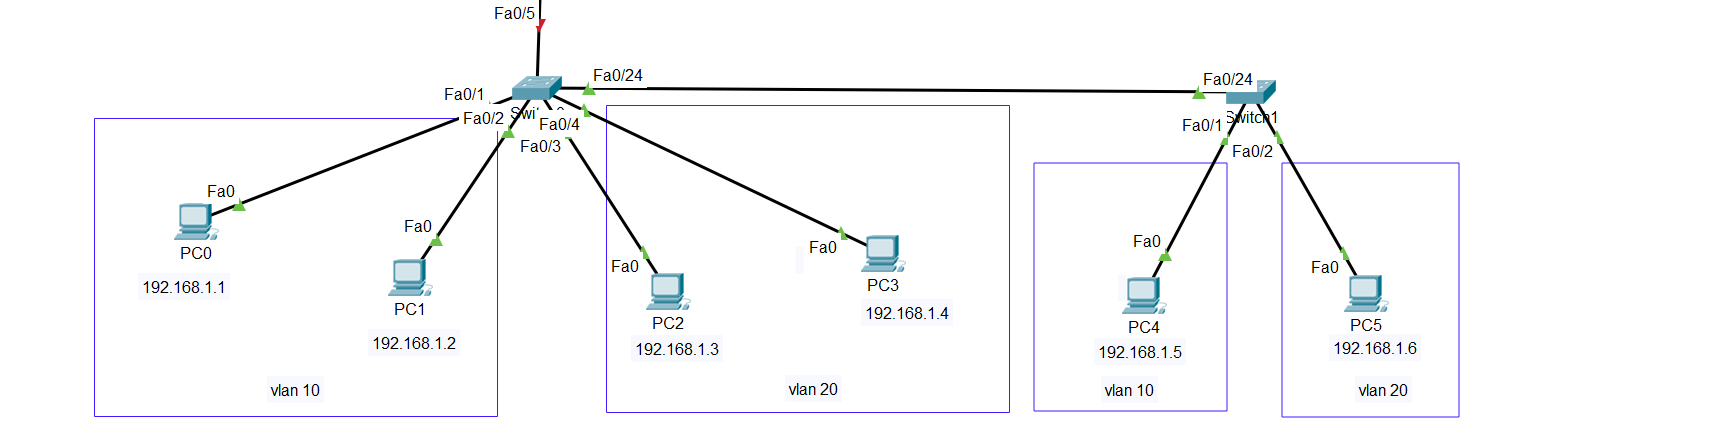 Fa0/5
Fa0/24
Fa0/24
Fa0/1
Fa0/2
Fa0/4
Fa0/3
Switch1
Fa0/1
Fa0/2
Fa0
PC0
192.168.1.1
Fa0
PC1
192.168.1.2
Fa0
PC2
192.168.1.3
Fa0
PC3
192.168.1.4
Fa0
PC4
192.168.1.5
Fa0
PC5
192.168.1.6
vlan 10
vlan 20
vlan 10
vlan 20